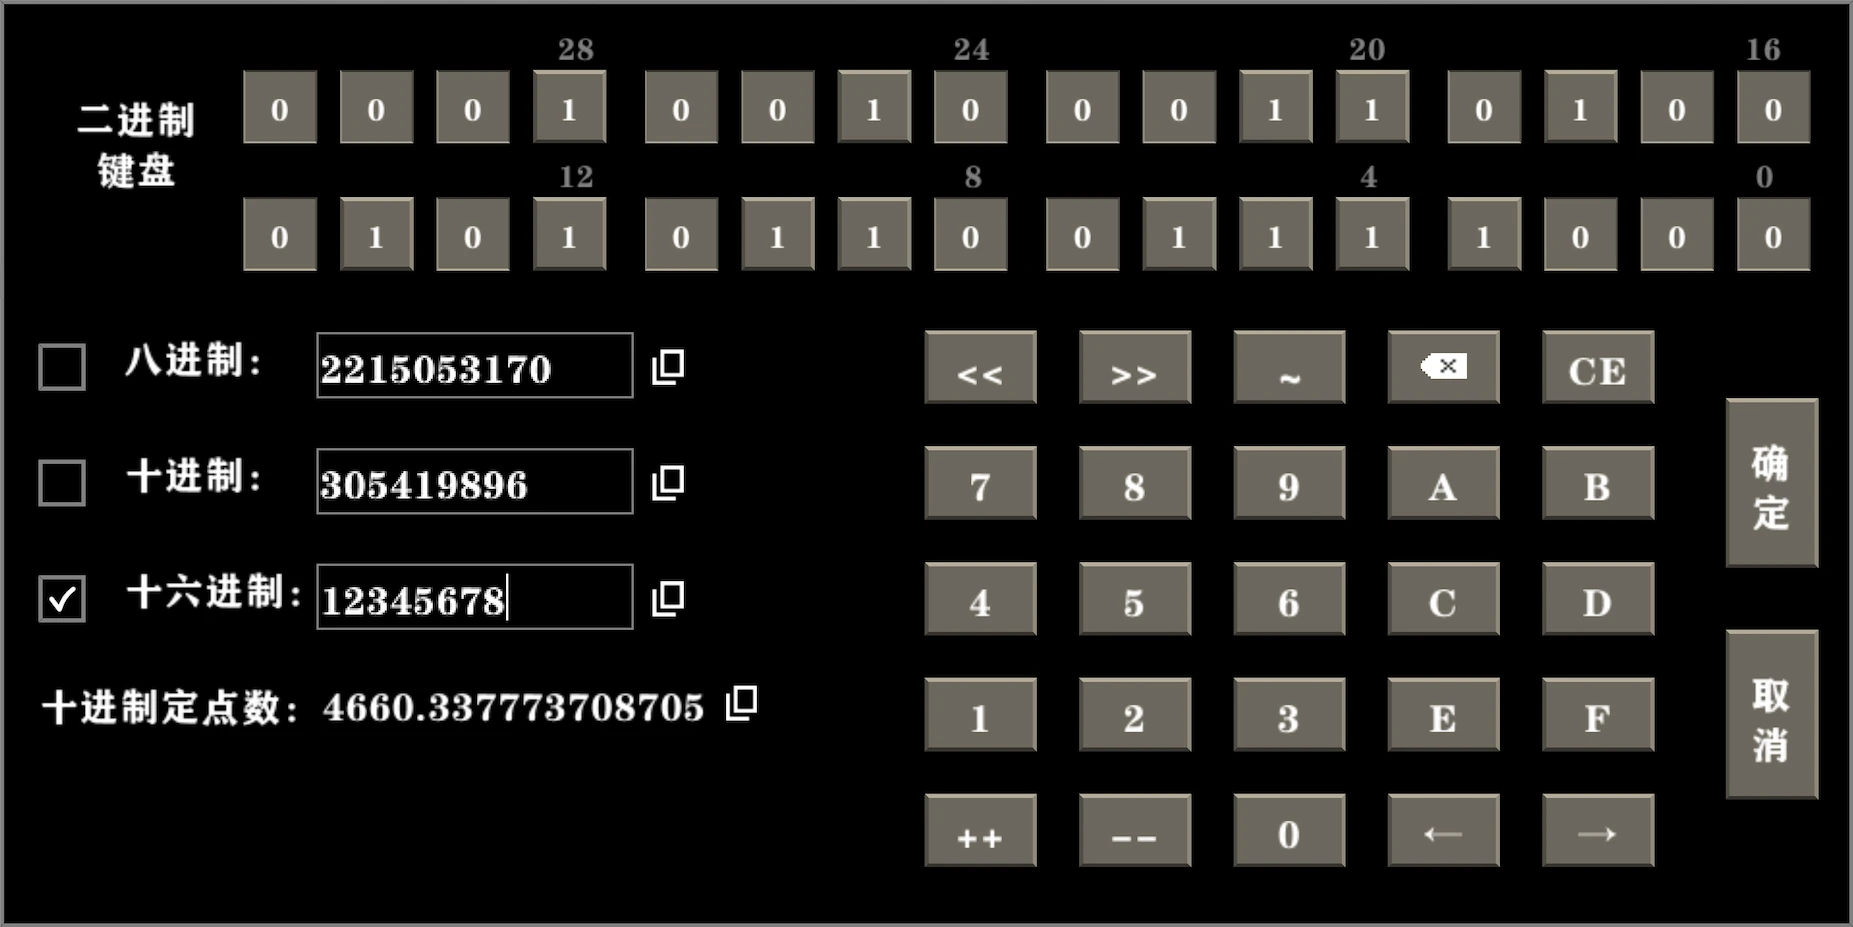 28 24 20 16
二进制
键盘
0 0 0 1 0 0 1 0 0 0 1 1 0 1 0 0
12 8 4 0
0 1 0 1 0 1 1 0 0 1 1 1 1 0 0 0
八进制: 2215053170
<< >> ~ CE
十进制: 305419896
7 8 9 A B
确定
十六进制: 12345678
4 5 6 C D
十进制定点数: 4660.337773708705
1 2 3 E F
取消
++ -- 0 ← →